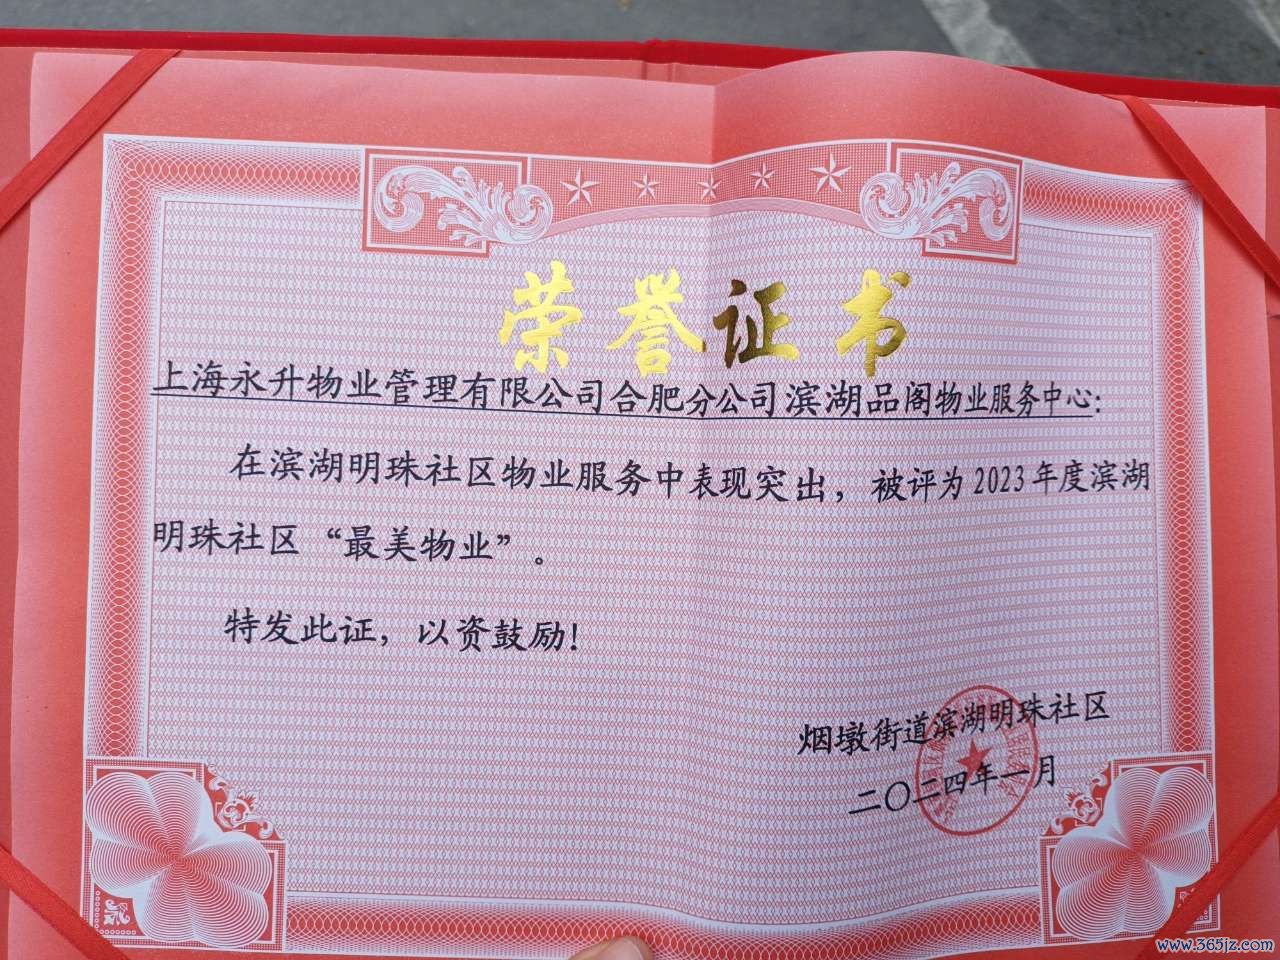 荣誉证书
上海永升物业管理有限公司合肥分公司滨湖品阁物业服务中心:
在滨湖明珠社区物业服务中表现突出，被评为2023年度滨湖
明珠社区“最美物业”。
特发此证，以资鼓励!
烟墩街道滨湖明珠社区
二〇二四年一月
www.365jz.com